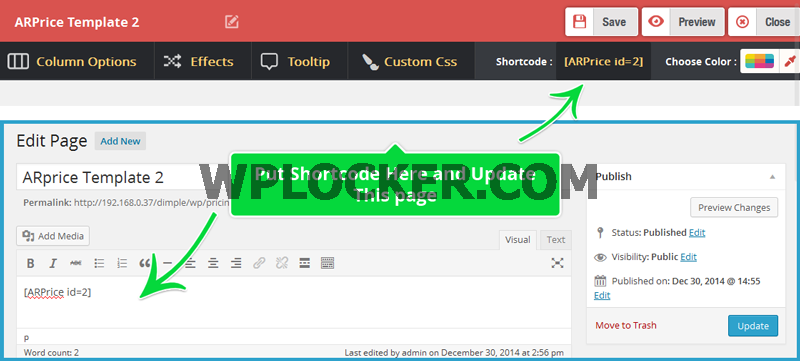 ARPrice Template 2 Save Preview Close
Column Options Effects Tooltip Custom Css Shortcode : [ARPrice id=2] Choose Color :
Edit Page Add New
Put Shortcode Here and Update
This page
WPLOCKER.COM
ARprice Template 2
Permalink: http://192.168.0.37/dimple/wp/pricin
Add Media
Visual Text
B I ABC
[ARPrice id=2]
p
Word count: 2 Last edited by admin on December 30, 2014 at 2:56 pm
Publish
Preview Changes
Status: Published Edit
Visibility: Public Edit
Published on: Dec 30, 2014 @ 14:55
Edit
Move to Trash Update